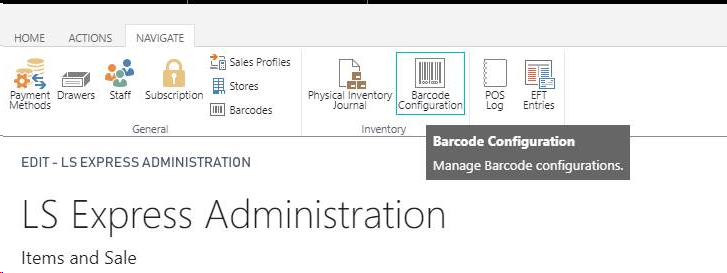 HOME ACTIONS NAVIGATE
Payment Methods
Drawers
Staff
Subscription
Sales Profiles
Stores
Barcodes
General
Physical Inventory Journal
Barcode Configuration
Inventory
POS Log
EFT Entries
Barcode Configuration
Manage Barcode configurations.
EDIT - LS EXPRESS ADMINISTRATION
LS Express Administration
Items and Sale